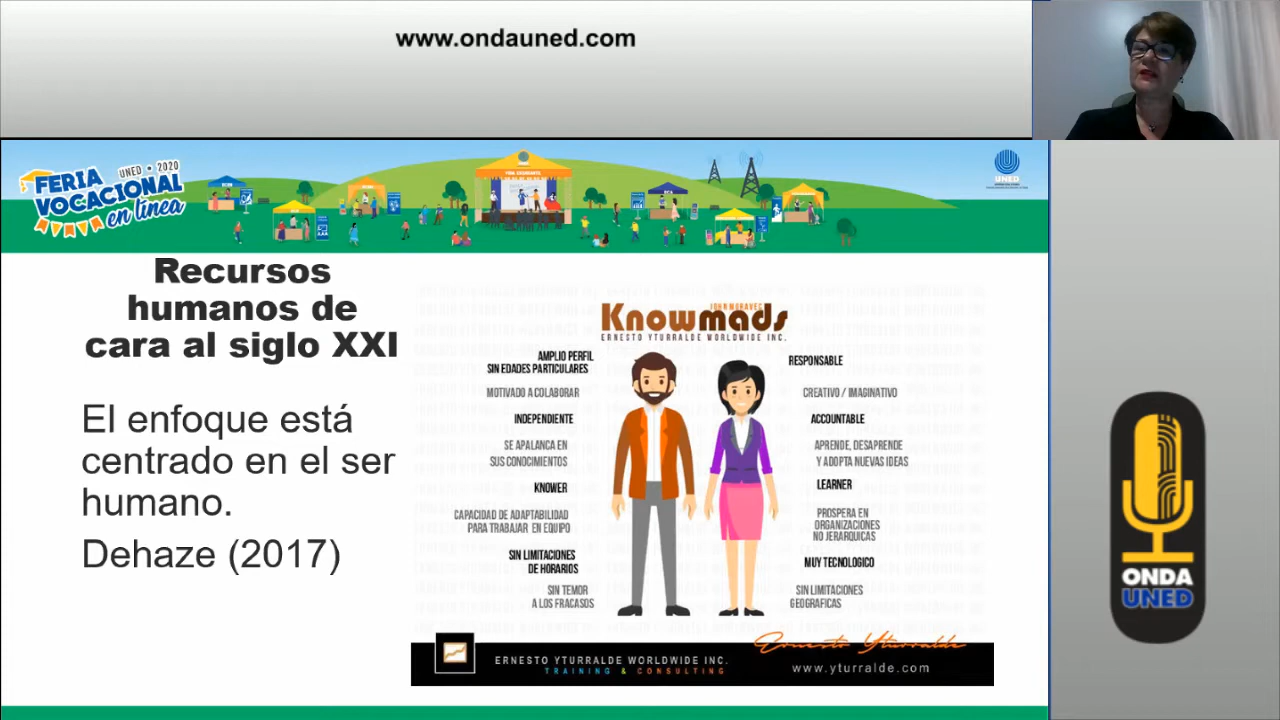 www.ondauned.com
FERIA
UNED • 2020
VOCACIONAL
en línea
UNED
Recursos
humanos de
cara al siglo XXI
El enfoque está
centrado en el ser
humano.
Dehaze (2017)
JOHN MORAVEC
Knowmads
ERNESTO YTURRALDE WORLDWIDE INC.
AMPLIO PERFIL
SIN EDADES PARTICULARES
MOTIVADO A COLABORAR
INDEPENDIENTE
SE APALANCA EN
SUS CONOCIMIENTOS
KNOWER
CAPACIDAD DE ADAPTABILIDAD
PARA TRABAJAR EN EQUIPO
SIN LIMITACIONES
DE HORARIOS
SIN TEMOR
A LOS FRACASOS
RESPONSABLE
CREATIVO / IMAGINATIVO
ACCOUNTABLE
APRENDE, DESAPRENDE
Y ADOPTA NUEVAS IDEAS
LEARNER
PROSPERA EN
ORGANIZACIONES
NO JERARQUICAS
MUY TECNOLOGICO
SIN LIMITACIONES
GEOGRAFICAS
Ernesto Yturralde
ERNESTO YTURRALDE WORLDWIDE INC.
TRAINING & CONSULTING
www.yturralde.com
ONDA
UNED